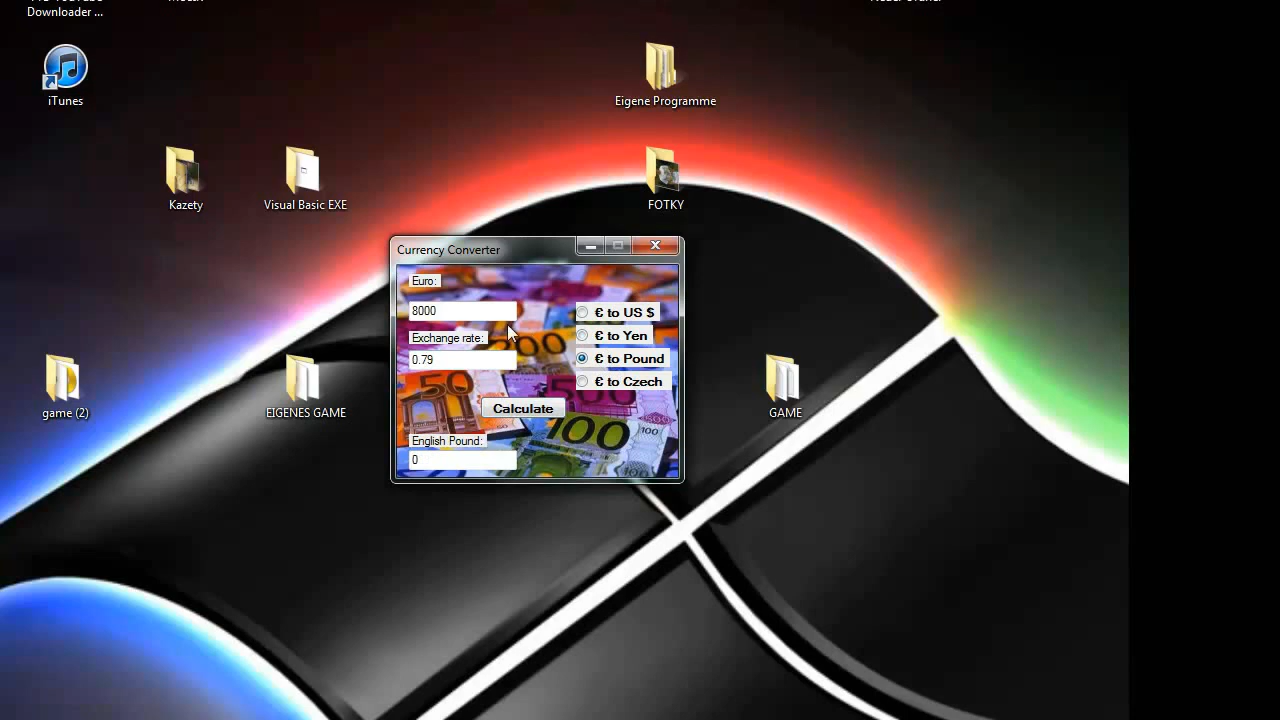 Downloader ...
iTunes
Eigene Programme
Kazety
Visual Basic EXE
FOTKY
Currency Converter
Euro:
8000
€ to US $
Exchange rate:
€ to Yen
0.79
€ to Pound
€ to Czech
game (2)
EIGENES GAME
GAME
Calculate
English Pound:
0